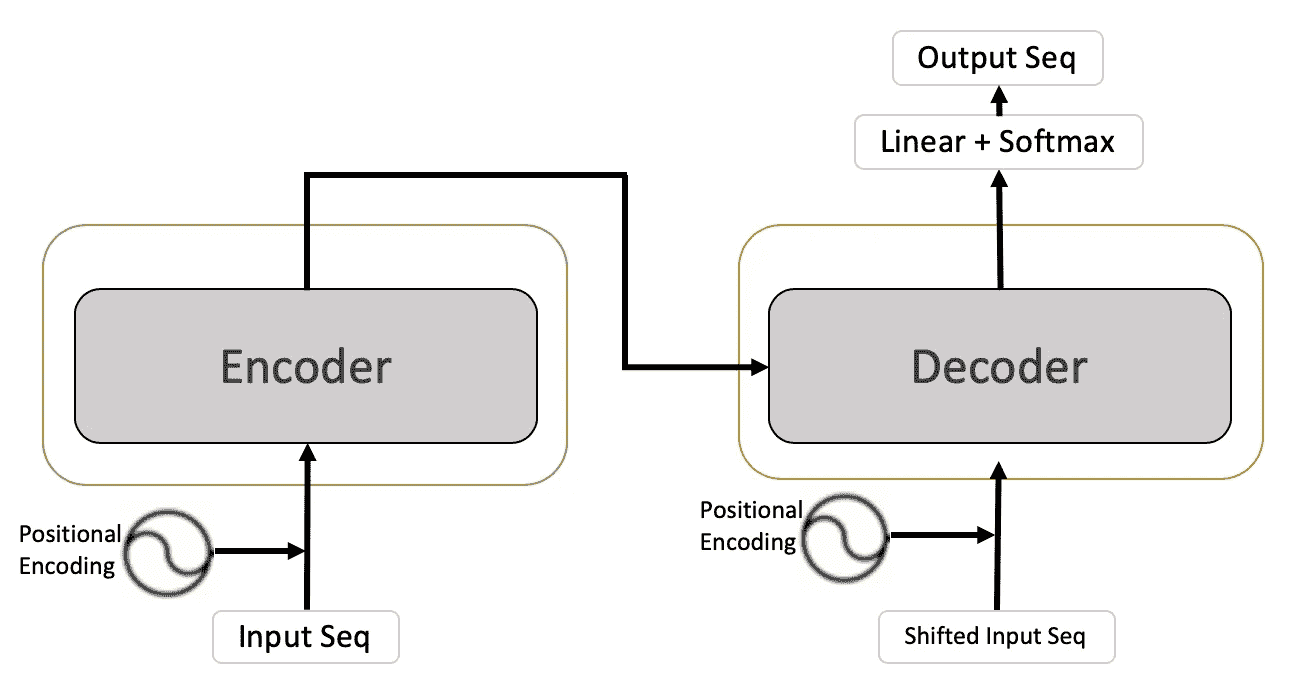 Output Seq
Linear + Softmax
Encoder
Decoder
Positional
Encoding
Positional
Encoding
Input Seq
Shifted Input Seq